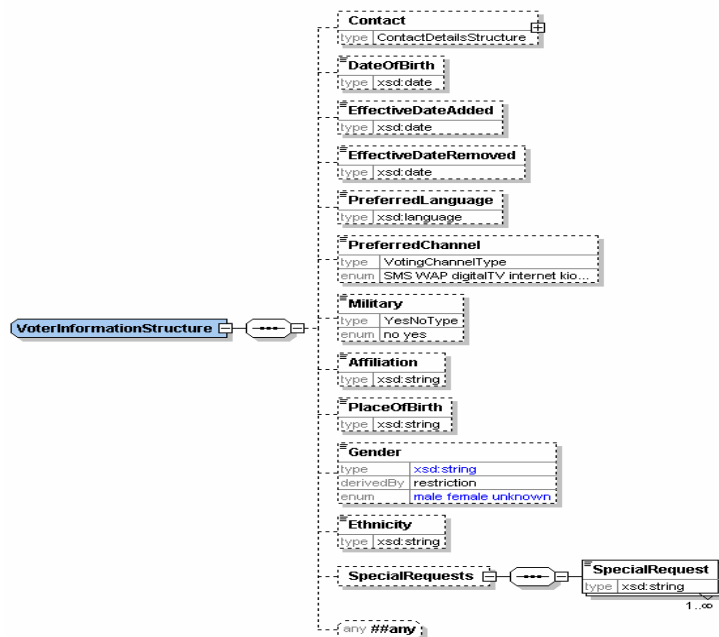 Contact
type ContactDetailsStructure
DateOfBirth
type xsd:date
EffectiveDateAdded
type xsd:date
EffectiveDateRemoved
type xsd:date
PreferredLanguage
type xsd:language
PreferredChannel
type VotingChannelType
enum SMS WAP digitalTV internet kio...
VoterInformationStructure
Military
type YesNoType
enum no yes
Affiliation
type xsd:string
PlaceOfBirth
type xsd:string
Gender
type xsd:string
derivedBy restriction
enum male female unknown
Ethnicity
type xsd:string
SpecialRequests
SpecialRequest
type xsd:string
1..∞
any ##any